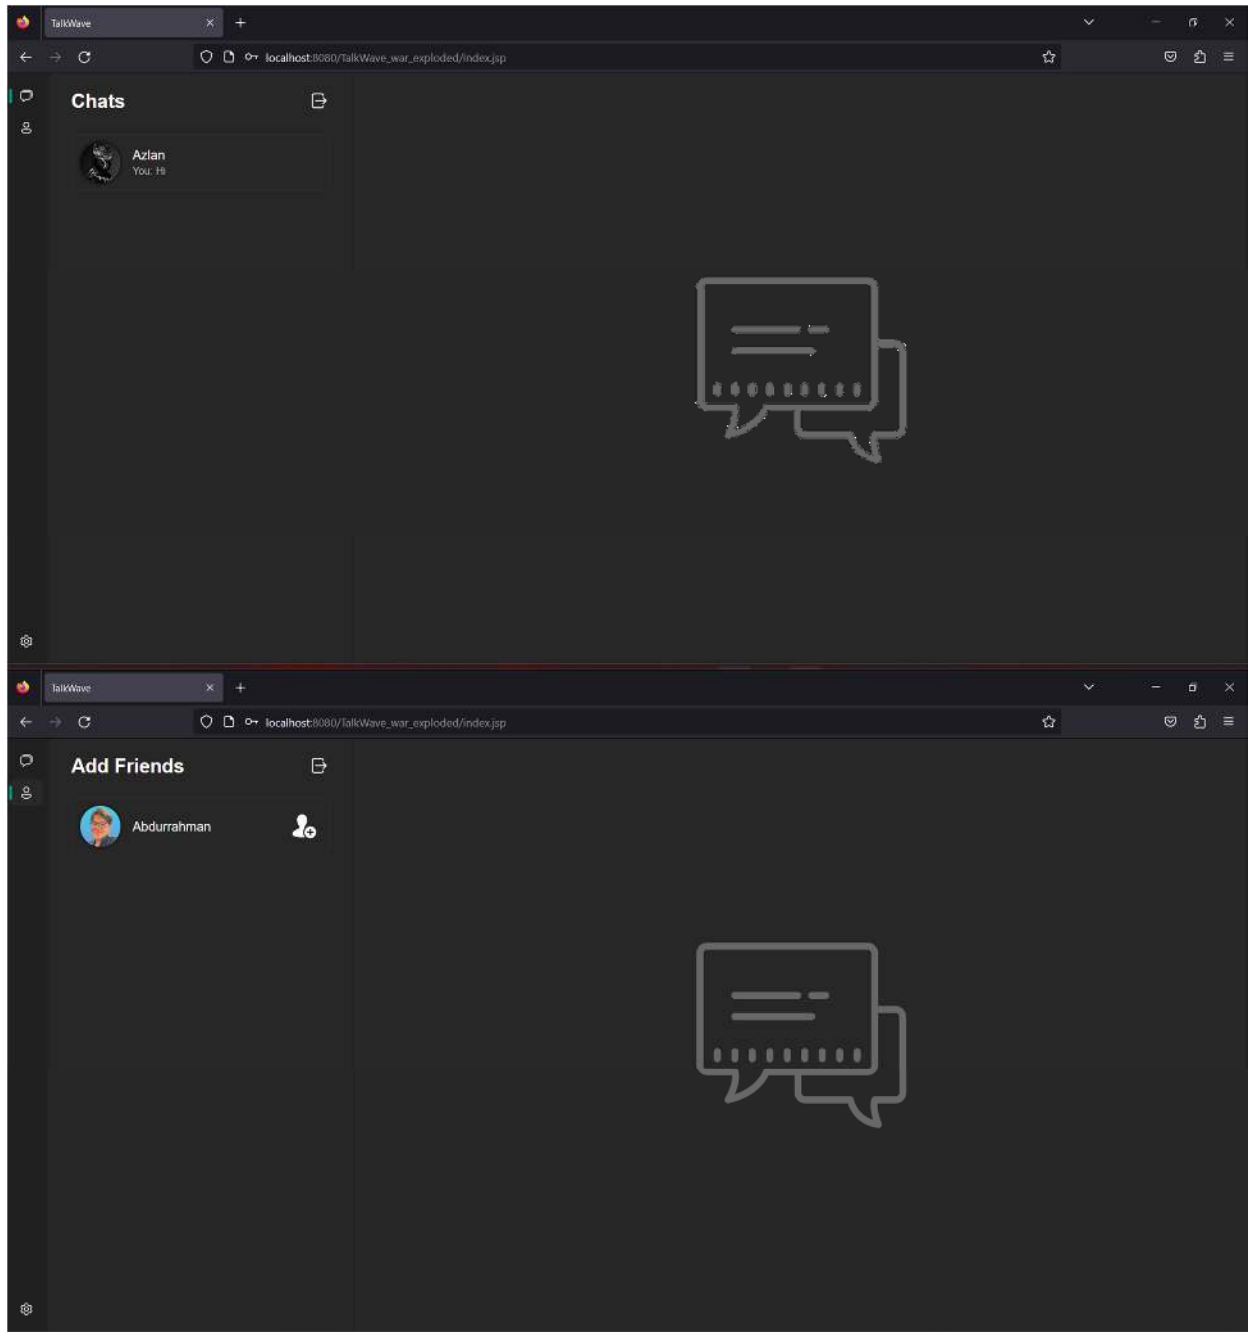 TalkWave
localhost:8080/TalkWave_war_exploded/index.jsp
Chats
Azlan
You: Hi
TalkWave
localhost:8080/TalkWave_war_exploded/index.jsp
Add Friends
Abdurrahman